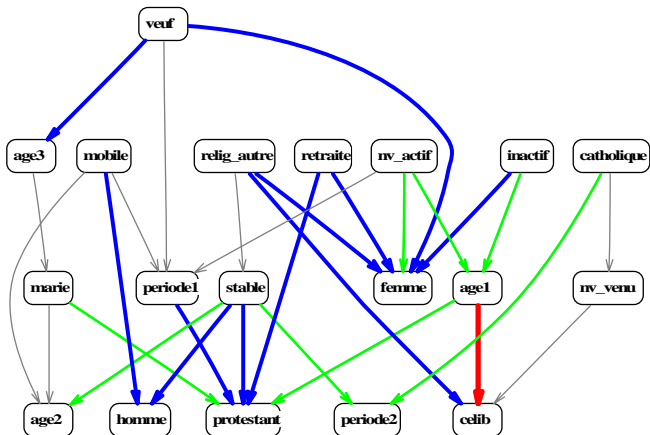 veuf
age3 mobile relig_autre retraite nv_actif inactif catholique
marie periode1 stable femme age1 nv_venu
age2 homme protestant periode2 celib